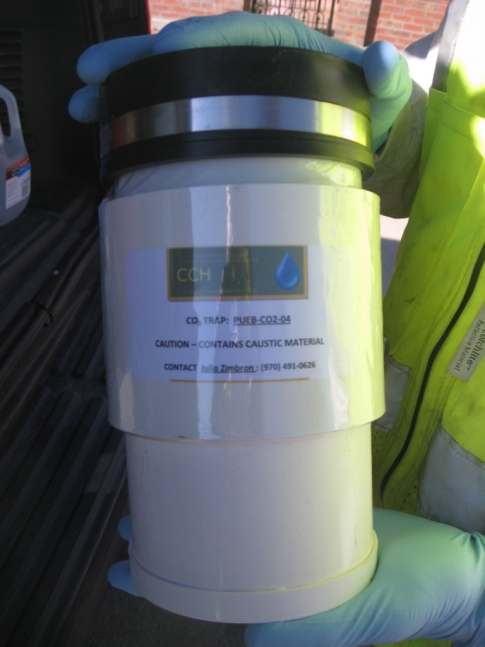 CCH
CO₂ TRAP: PUEB-CO2-04
CAUTION – CONTAINS CAUSTIC MATERIAL
CONTACT Julio Zimbron : (970) 491-0626